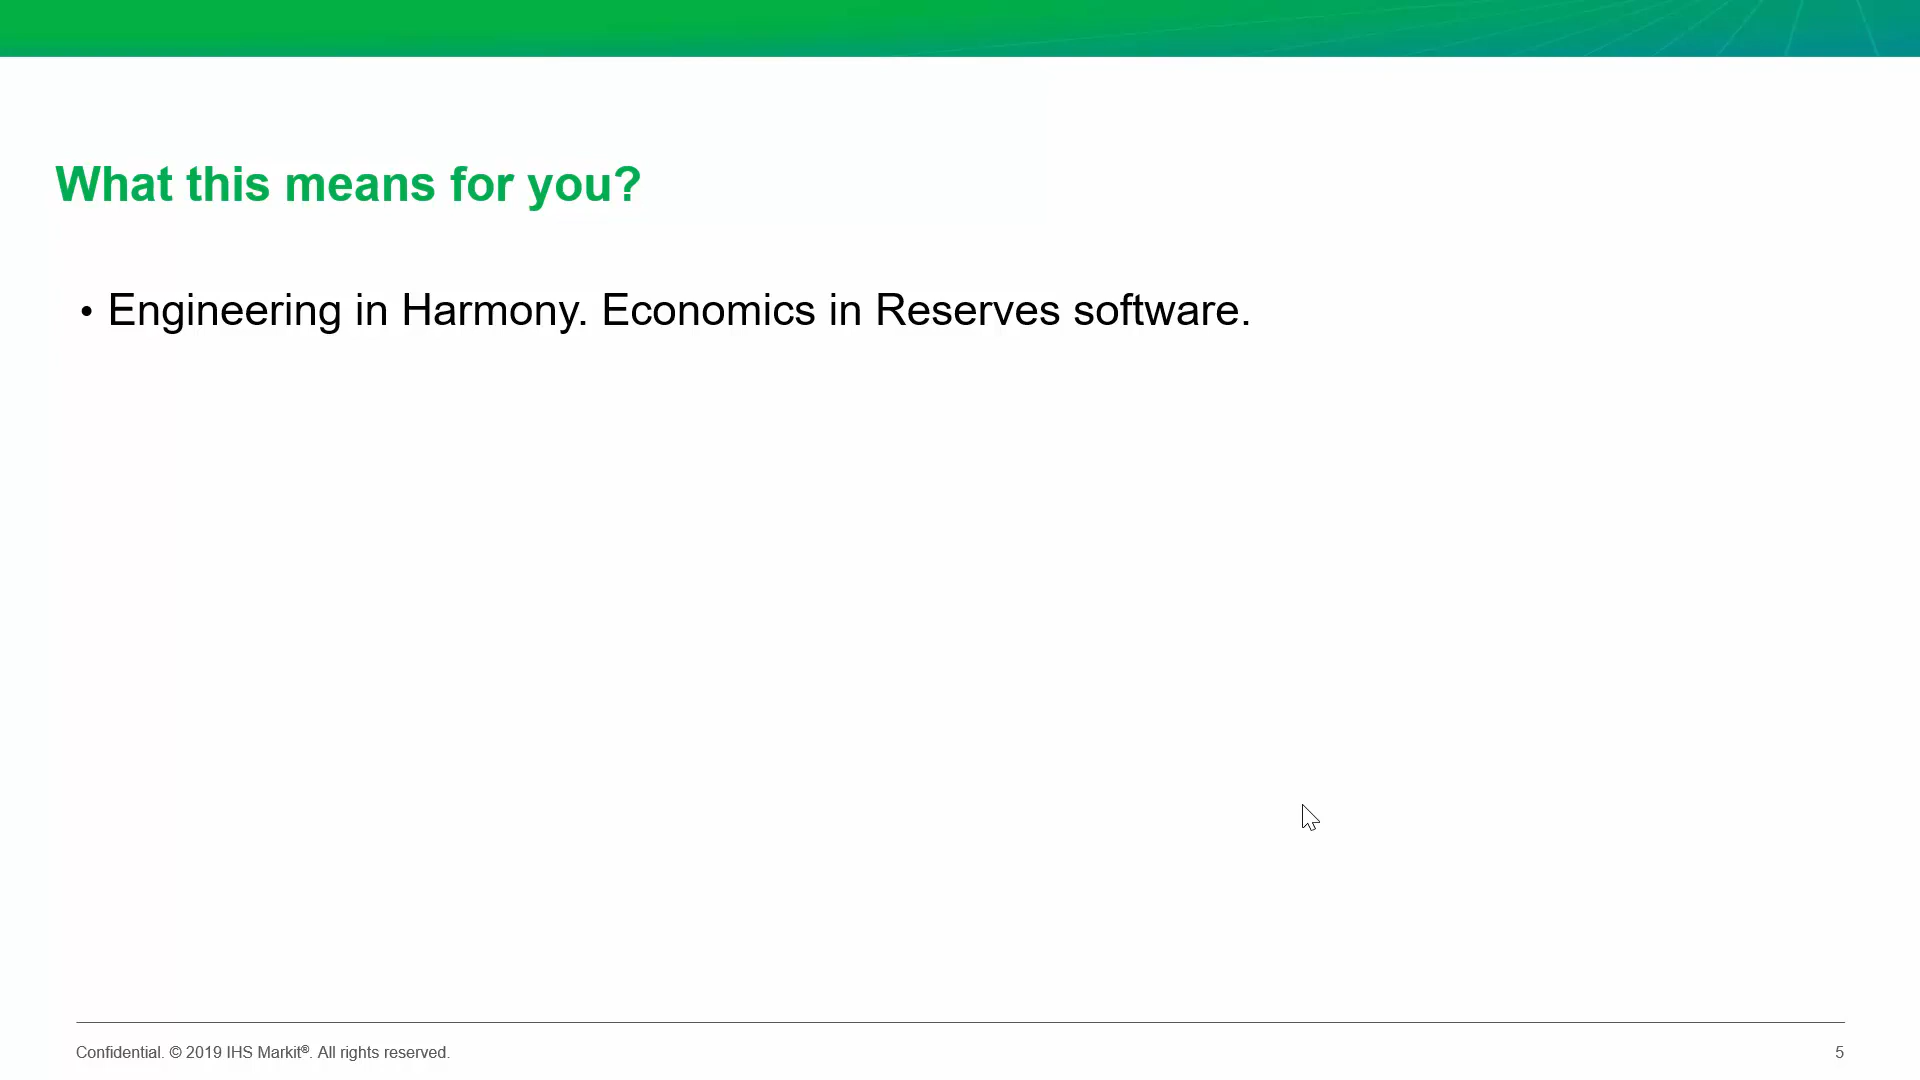 What this means for you?
• Engineering in Harmony. Economics in Reserves software.
Confidential. © 2019 IHS Markit®. All rights reserved.
5